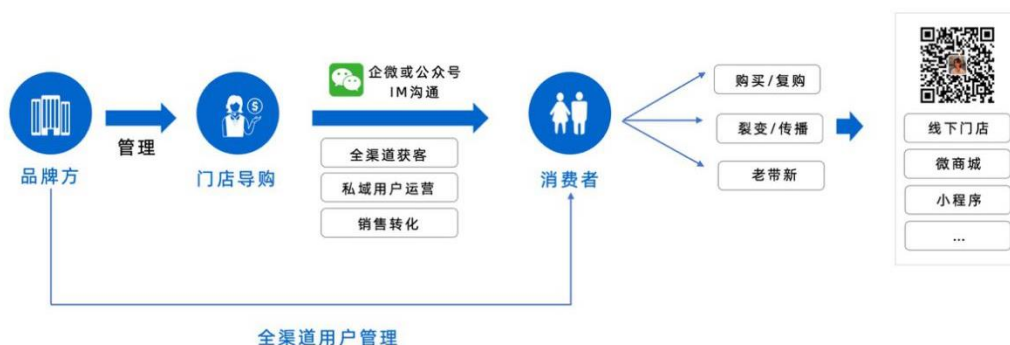 品牌方
管理
门店导购
企微或公众号
IM沟通
全渠道获客
私域用户运营
销售转化
消费者
购买/复购
裂变/传播
老带新
线下门店
微商城
小程序
...
全渠道用户管理